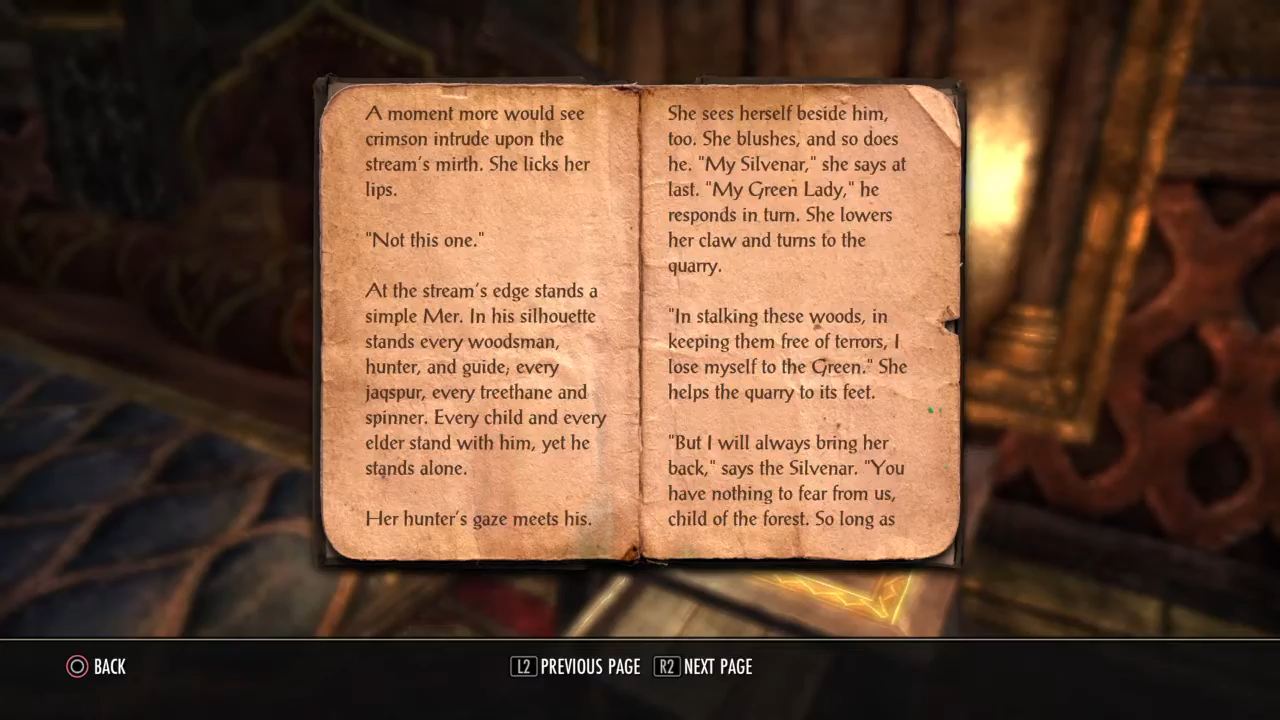 A moment more would see
crimson intrude upon the
stream's mirth. She licks her
lips.
"Not this one."
At the stream's edge stands a
simple Mer. In his silhouette
stands every woodsman,
hunter, and guide; every
jaqspur, every treethane and
spinner. Every child and every
elder stand with him, yet he
stands alone.
Her hunter's gaze meets his.
She sees herself beside him,
too. She blushes, and so does
he. "My Silvenar," she says at
last. "My Green Lady," he
responds in turn. She lowers
her claw and turns to the
quarry.
"In stalking these woods, in
keeping them free of terrors, I
lose myself to the Green." She
helps the quarry to its feet.
"But I will always bring her
back," says the Silvenar. "You
have nothing to fear from us,
child of the forest. So long as
BACK
L2 PREVIOUS PAGE R2 NEXT PAGE